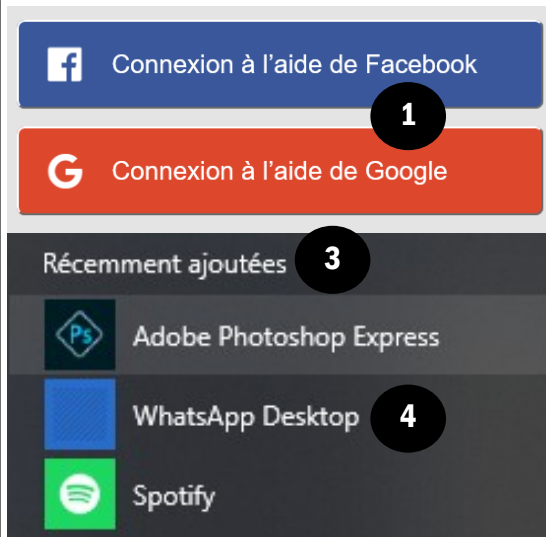 Connexion à l'aide de Facebook
1
Connexion à l'aide de Google
Récemment ajoutées
3
Ps
Adobe Photoshop Express
WhatsApp Desktop
4
Spotify